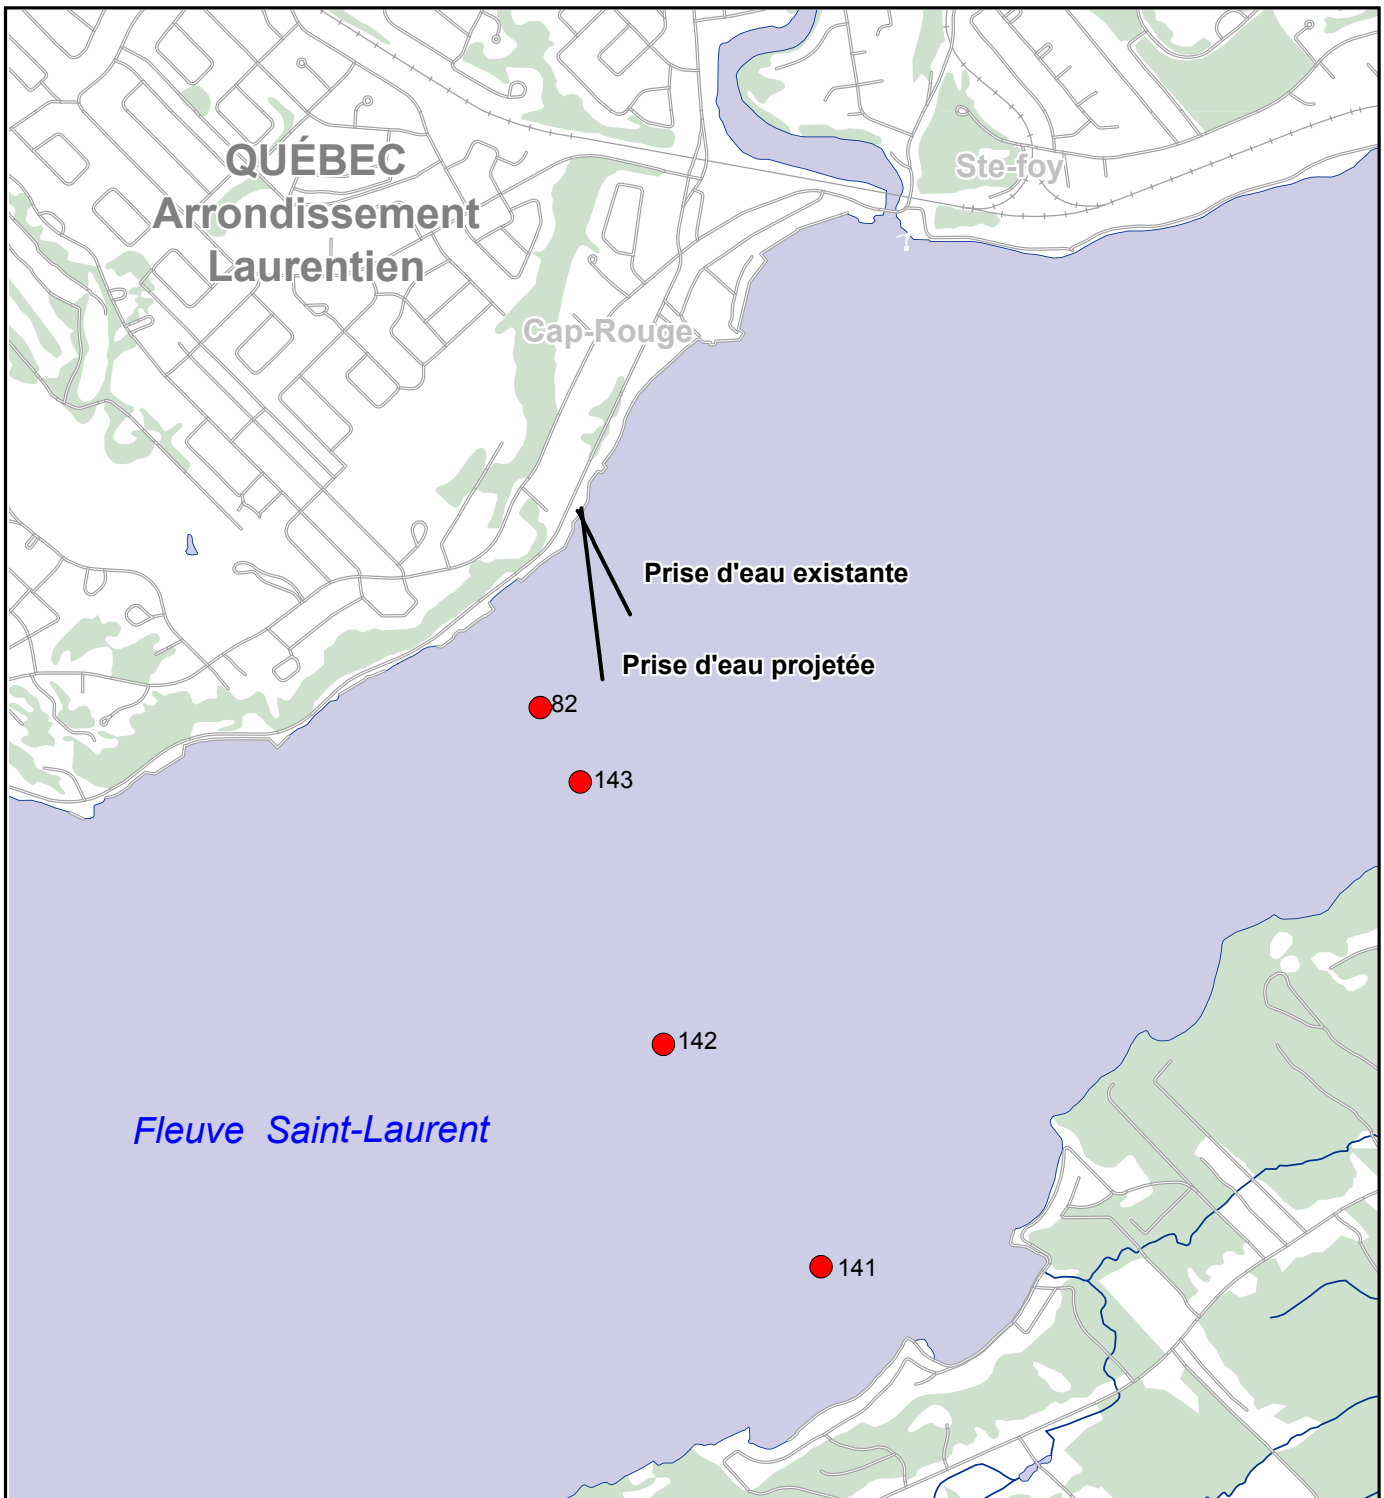 QUÉBEC
Arrondissement
Laurentien
Ste-foy
Cap-Rouge
Prise d'eau existante
Prise d'eau projetée
82
143
142
Fleuve Saint-Laurent
141